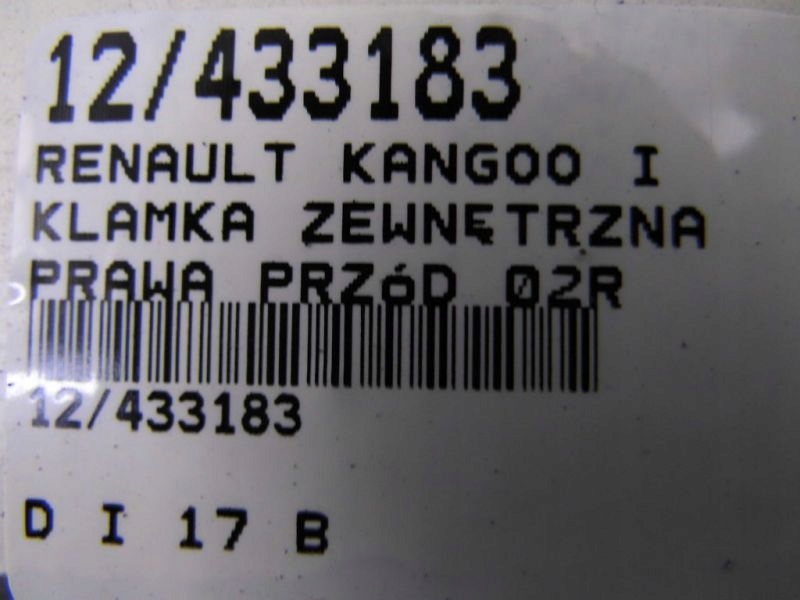 12/433183
RENAULT KANGOO I
KLAMKA ZEWNĘTRZNA
PRAWA PRZóD 02R
12/433183
D I 17 B